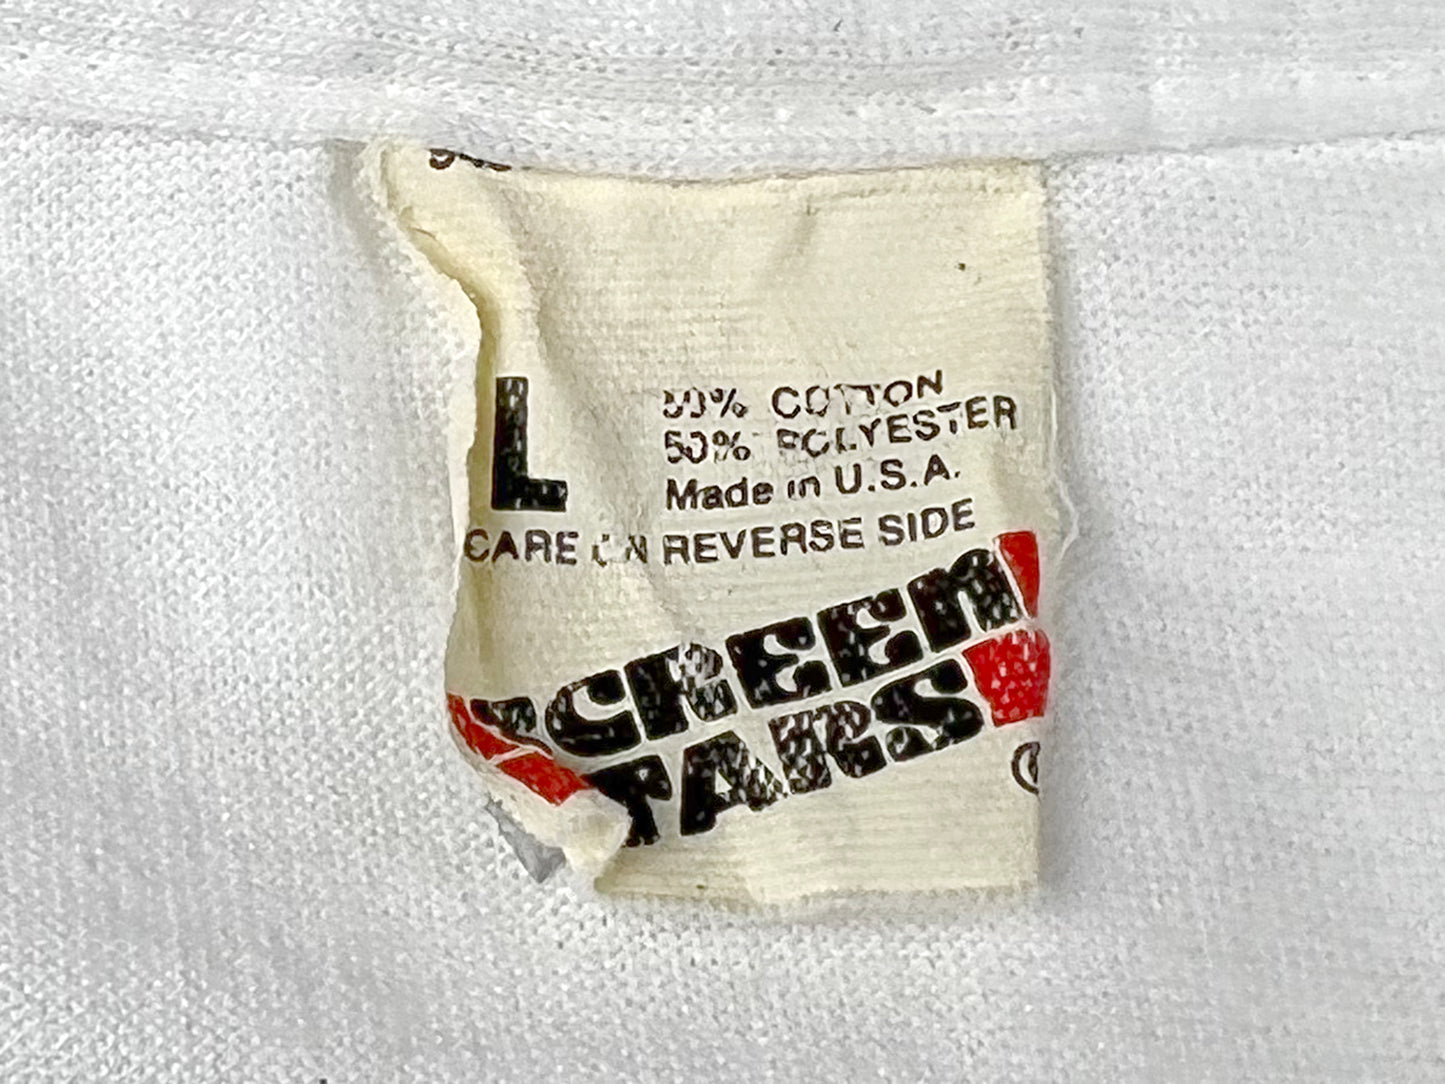 L
50% COTTON
50% POLYESTER
Made in U.S.A.
CARE ON REVERSE SIDE
SCREEN
STARS
®